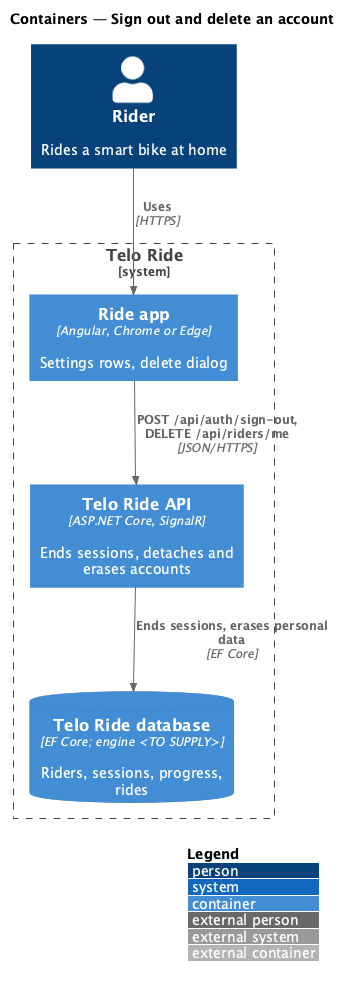 Containers — Sign out and delete an account
Rider
Rides a smart bike at home
Uses
[HTTPS]
Telo Ride
[system]
Ride app
[Angular, Chrome or Edge]
Settings rows, delete dialog
POST /api/auth/sign-out,
DELETE /api/riders/me
[JSON/HTTPS]
Telo Ride API
[ASP.NET Core, SignalR]
Ends sessions, detaches and
erases accounts
Ends sessions, erases personal
data
[EF Core]
Telo Ride database
[EF Core; engine <TO SUPPLY>]
Riders, sessions, progress,
rides
Legend
person
system
container
external person
external system
external container